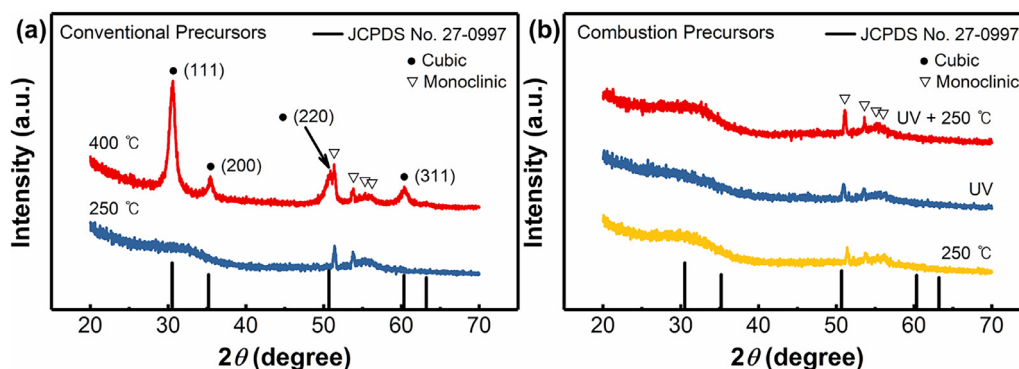 (a)
Conventional Precursors
JCPDS No. 27-0997
● Cubic
▽ Monoclinic
● (111)
● (220)
400 ℃
● (200)
● (311)
250 ℃
Intensity (a.u.)
20 30 40 50 60 70
2θ (degree)
(b)
Combustion Precursors
JCPDS No. 27-0997
● Cubic
▽ Monoclinic
UV + 250 ℃
UV
250 ℃
Intensity (a.u.)
20 30 40 50 60 70
2θ (degree)